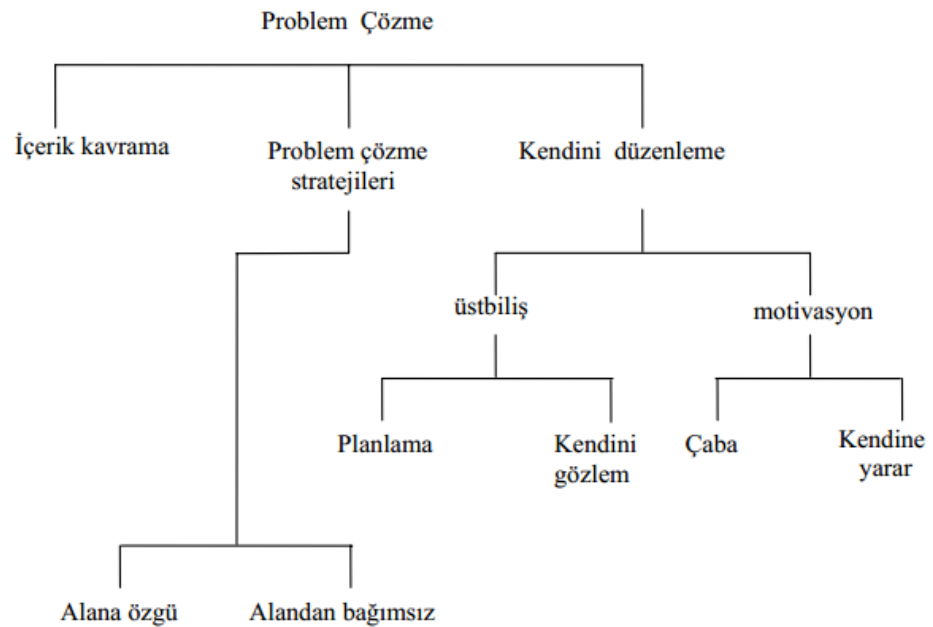 Problem Çözme
İçerik kavrama
Problem çözme
stratejileri
Kendini düzenleme
üstbiliş
motivasyon
Planlama
Kendini
gözlem
Çaba
Kendine
yarar
Alana özgü
Alandan bağımsız